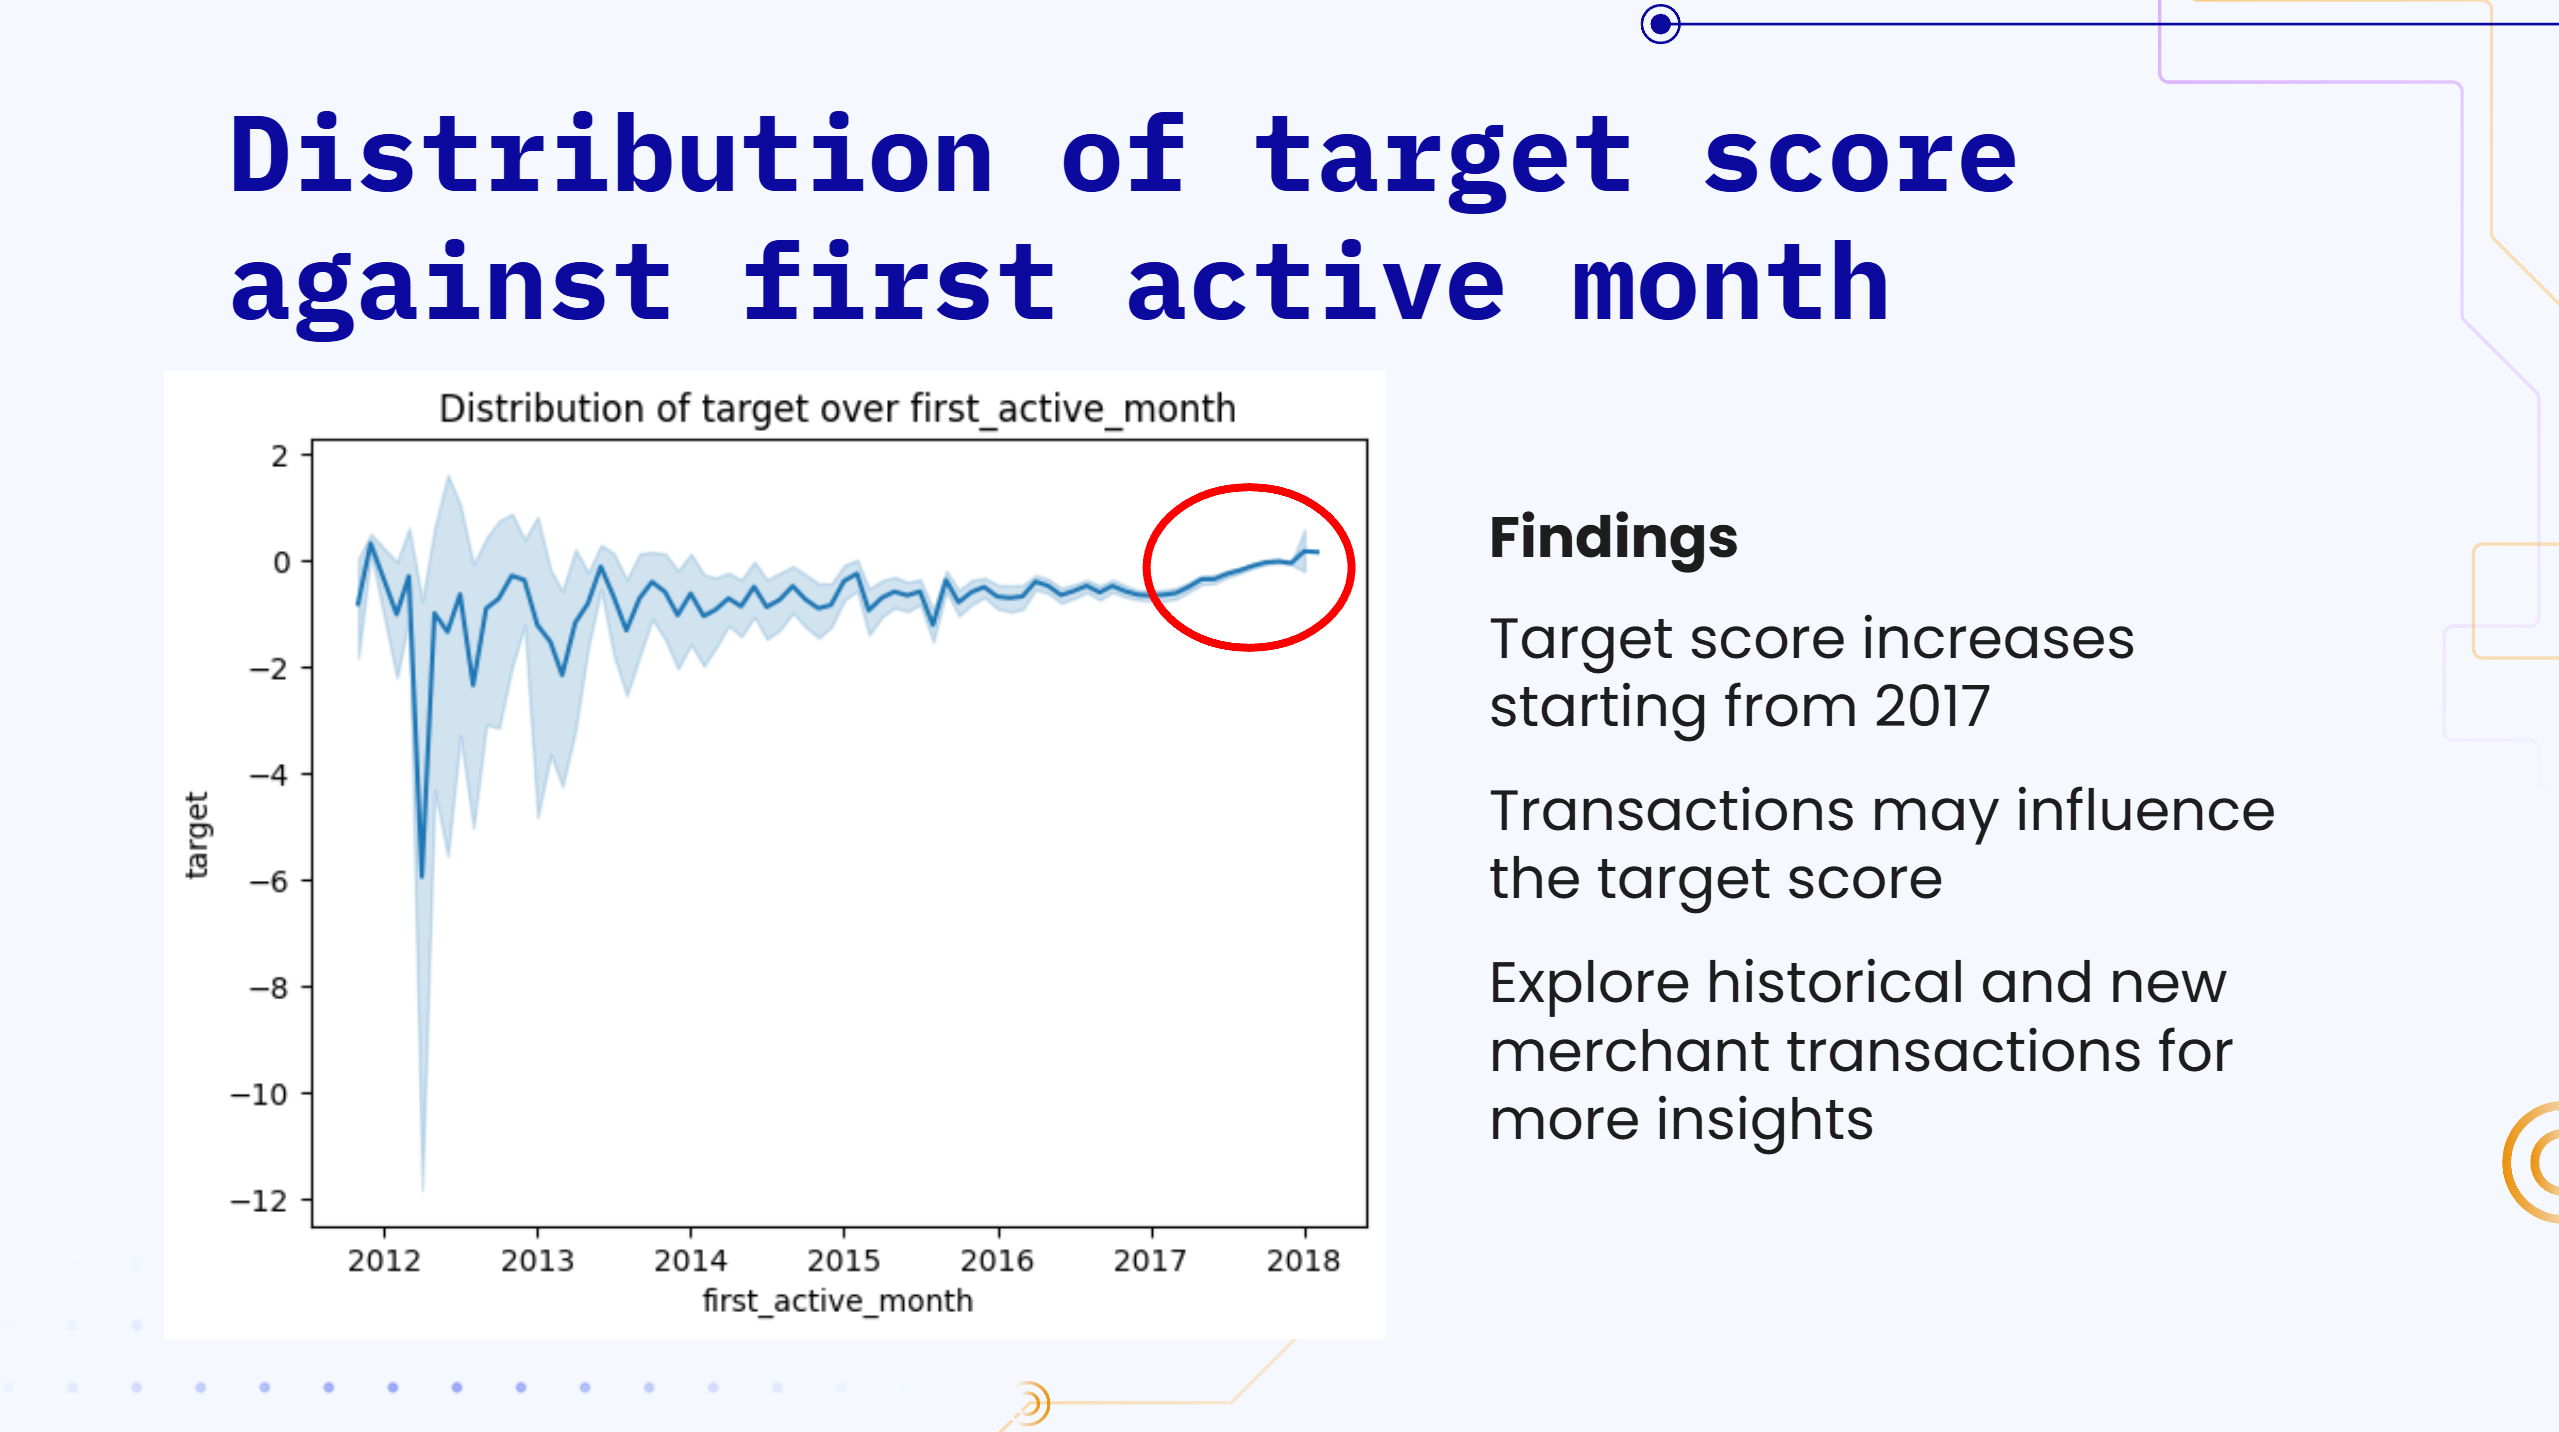 Distribution of target score
against first active month
Distribution of target over first_active_month
2
0
−2
−4
−6
−8
−10
−12
target
2012 2013 2014 2015 2016 2017 2018
first_active_month
Findings
Target score increases
starting from 2017
Transactions may influence
the target score
Explore historical and new
merchant transactions for
more insights